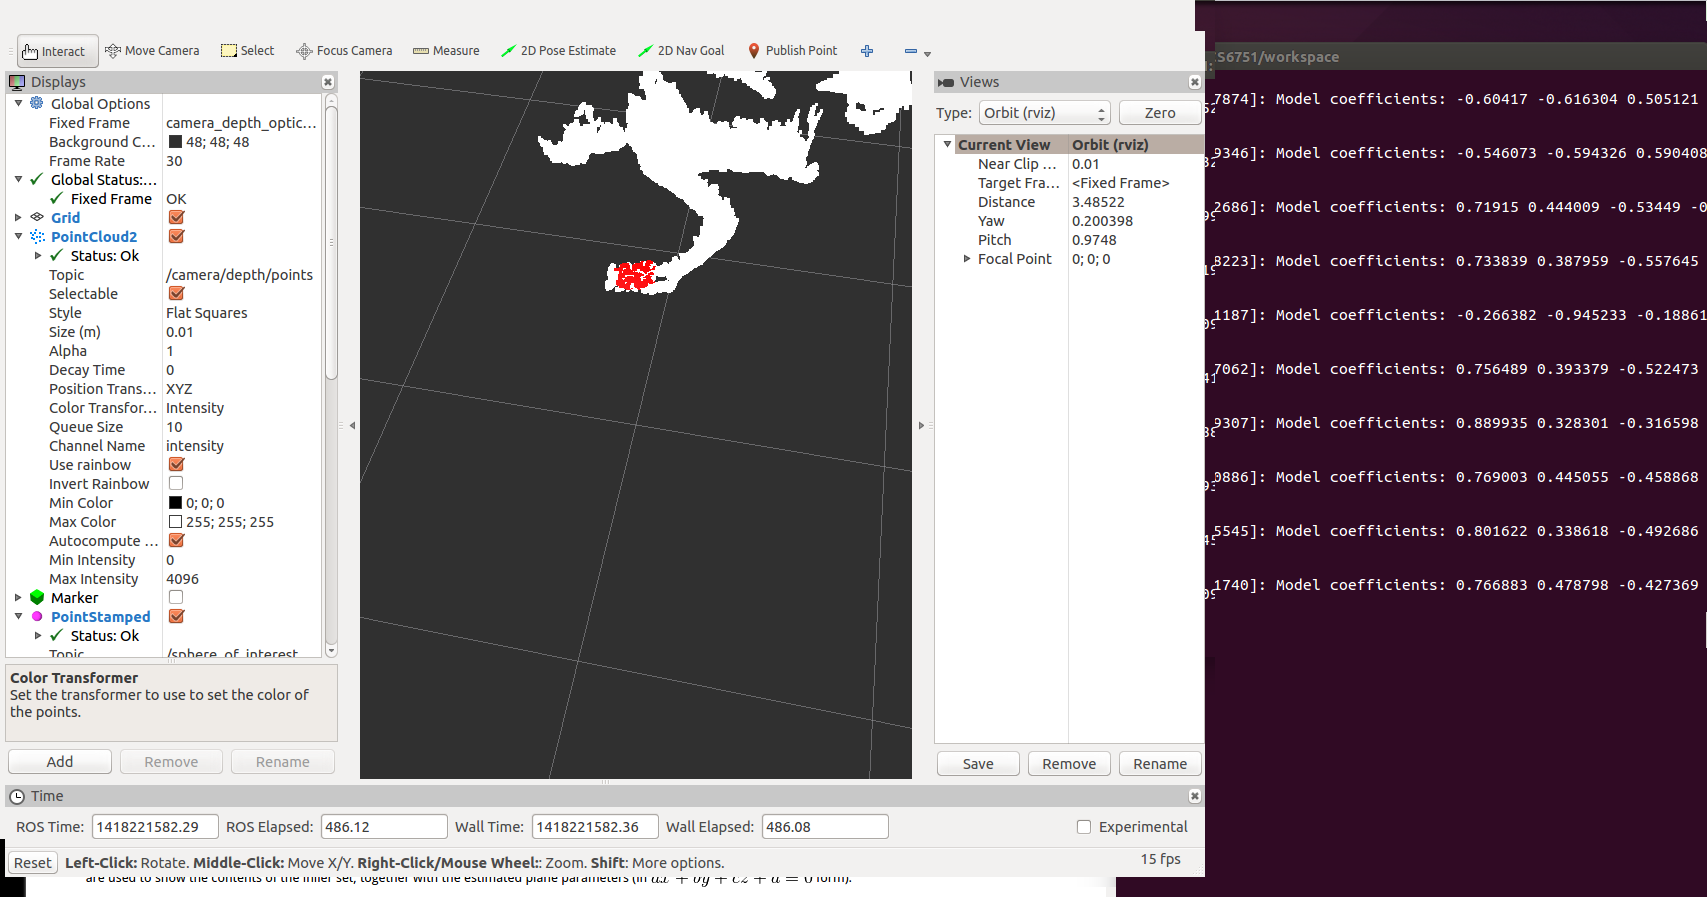 Interact Move Camera Select Focus Camera Measure 2D Pose Estimate 2D Nav Goal Publish Point
Displays
Global Options
Fixed Frame camera_depth_optic...
Background C... 48; 48; 48
Frame Rate 30
Global Status:...
Fixed Frame OK
Grid
PointCloud2
Status: Ok
Topic /camera/depth/points
Selectable
Style Flat Squares
Size (m) 0.01
Alpha 1
Decay Time 0
Position Trans... XYZ
Color Transfor... Intensity
Queue Size 10
Channel Name intensity
Use rainbow
Invert Rainbow
Min Color 0; 0; 0
Max Color 255; 255; 255
Autocompute ...
Min Intensity 0
Max Intensity 4096
Marker
PointStamped
Status: Ok
Topic /sphere_of_interest
Color Transformer
Set the transformer to use to set the color of
the points.
Add Remove Rename
Views
Type: Orbit (rviz) Zero
Current View Orbit (rviz)
Near Clip ... 0.01
Target Fra... <Fixed Frame>
Distance 3.48522
Yaw 0.200398
Pitch 0.9748
Focal Point 0; 0; 0
Save Remove Rename
Time
ROS Time: 1418221582.29 ROS Elapsed: 486.12 Wall Time: 1418221582.36 Wall Elapsed: 486.08 Experimental
Reset Left-Click: Rotate. Middle-Click: Move X/Y. Right-Click/Mouse Wheel:: Zoom. Shift: More options. 15 fps
are used to show the contents of the inlier set, together with the estimated plane parameters (in ax + by + cz + d = 0 form).
S6751/workspace
7874]: Model coefficients: -0.60417 -0.616304 0.505121
9346]: Model coefficients: -0.546073 -0.594326 0.590408
2686]: Model coefficients: 0.71915 0.444009 -0.53449 -0
8223]: Model coefficients: 0.733839 0.387959 -0.557645
1187]: Model coefficients: -0.266382 -0.945233 -0.18861
7062]: Model coefficients: 0.756489 0.393379 -0.522473
9307]: Model coefficients: 0.889935 0.328301 -0.316598
0886]: Model coefficients: 0.769003 0.445055 -0.458868
5545]: Model coefficients: 0.801622 0.338618 -0.492686
1740]: Model coefficients: 0.766883 0.478798 -0.427369